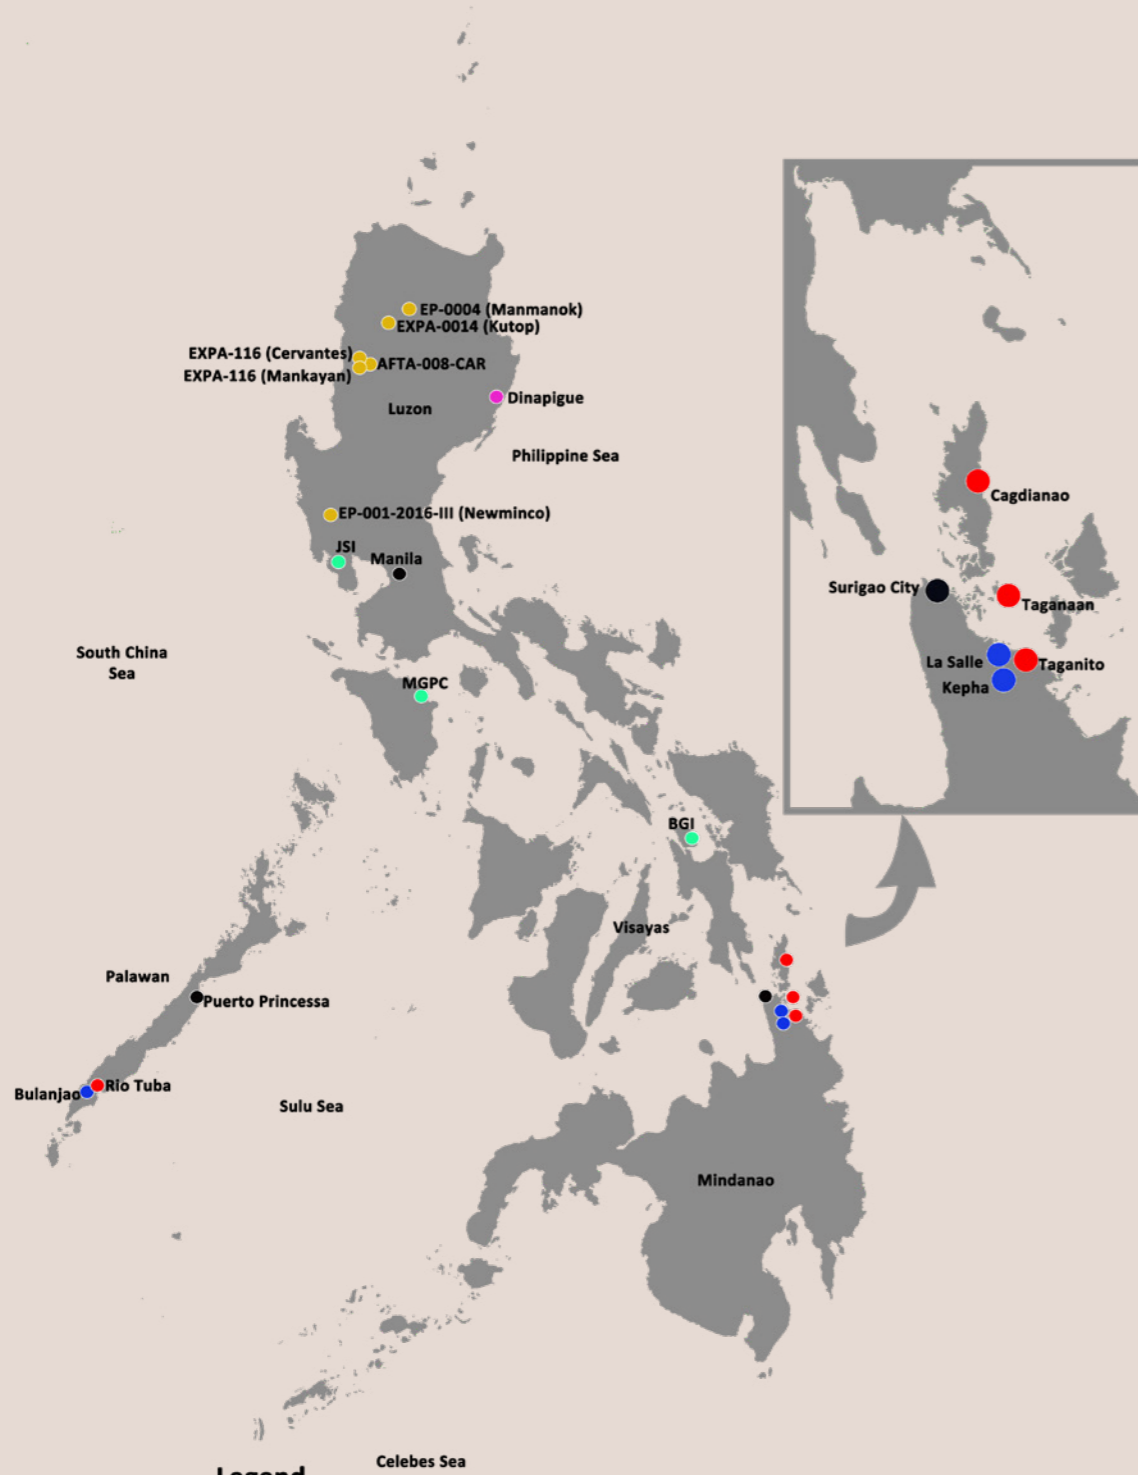 EP-0004 (Manmanok)
EXPA-0014 (Kutop)
EXPA-116 (Cervantes)
AFTA-008-CAR
EXPA-116 (Mankayan)
Dinapigue
Luzon
Philippine Sea
Cagdianao
EP-001-2016-III (Newminco)
JSI
Manila
Surigao City
Taganaan
South China
Sea
La Salle
Taganito
Kepha
MGPC
BGI
Visayas
Palawan
Puerto Princessa
Rio Tuba
Bulanjao
Sulu Sea
Mindanao
Celebes Sea
Legend